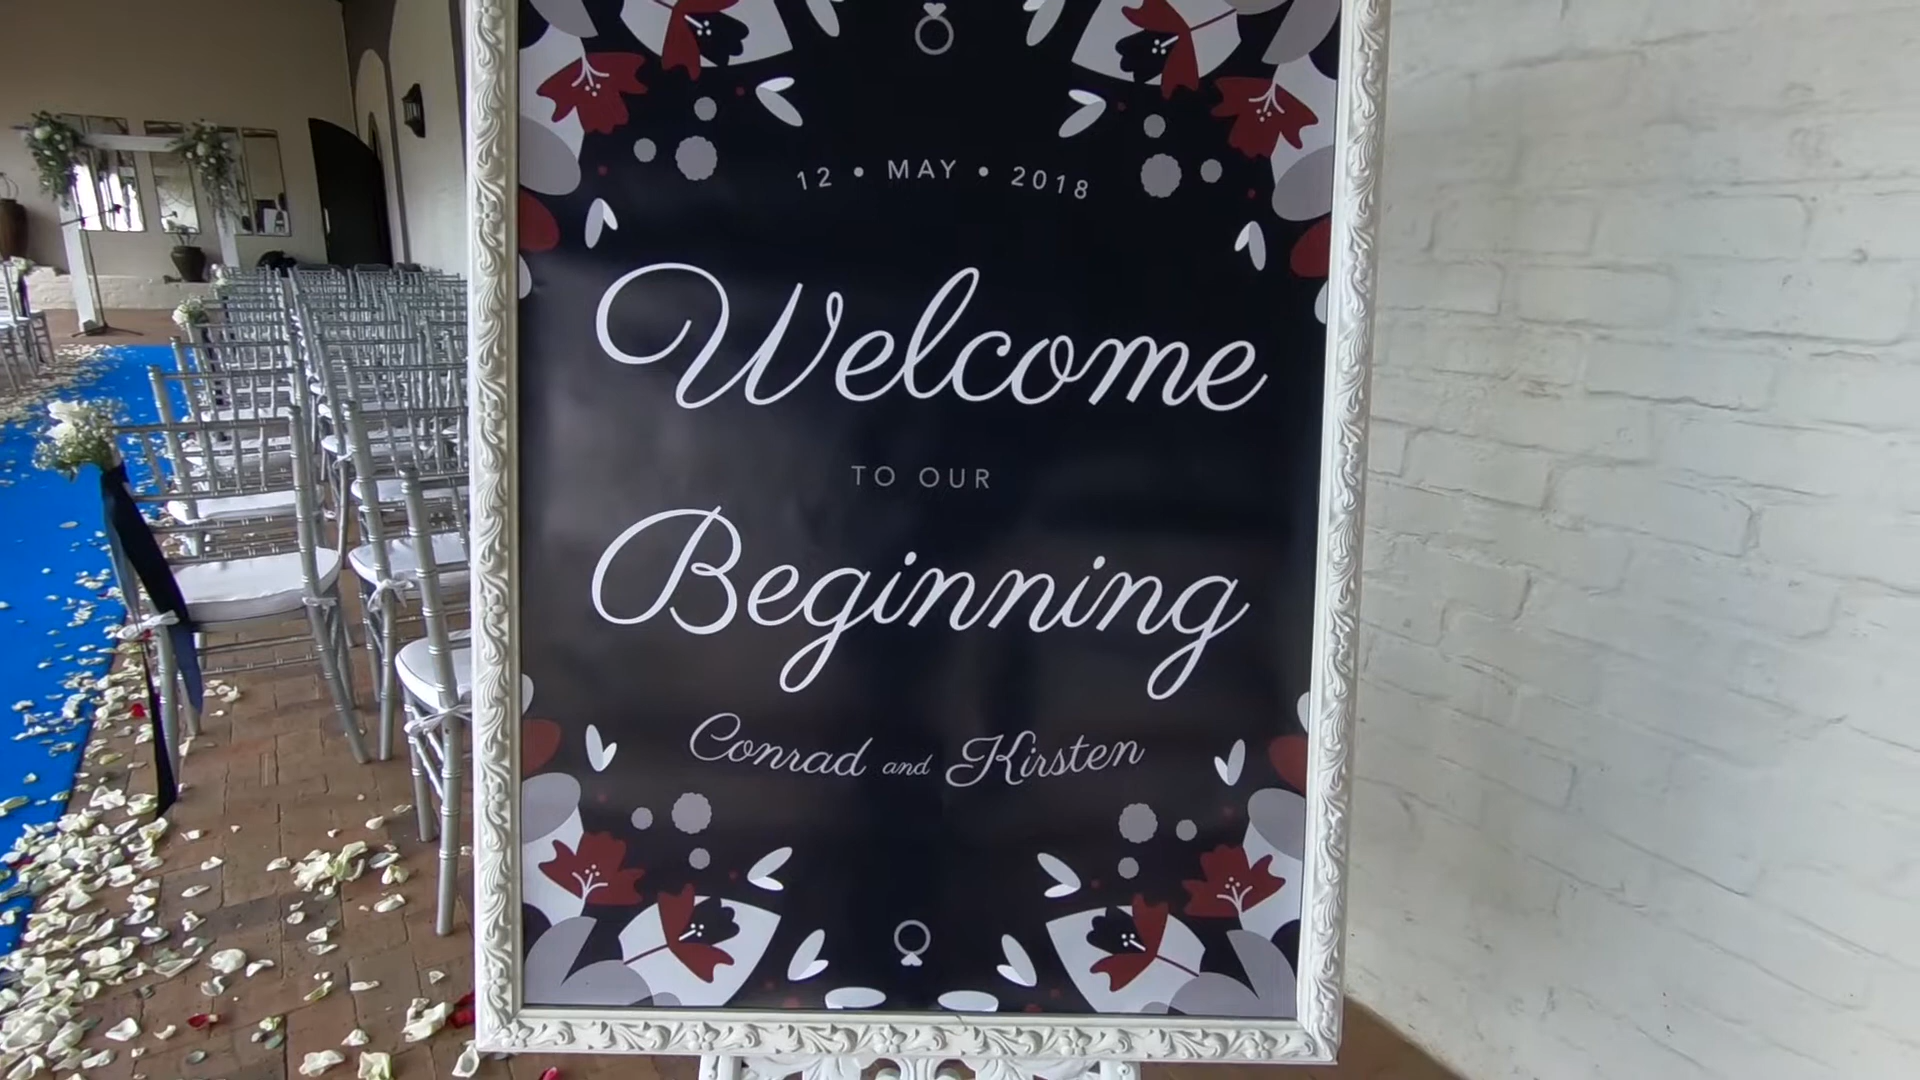 12 • MAY • 2018
Welcome
TO OUR
Beginning
Conrad and Kirsten